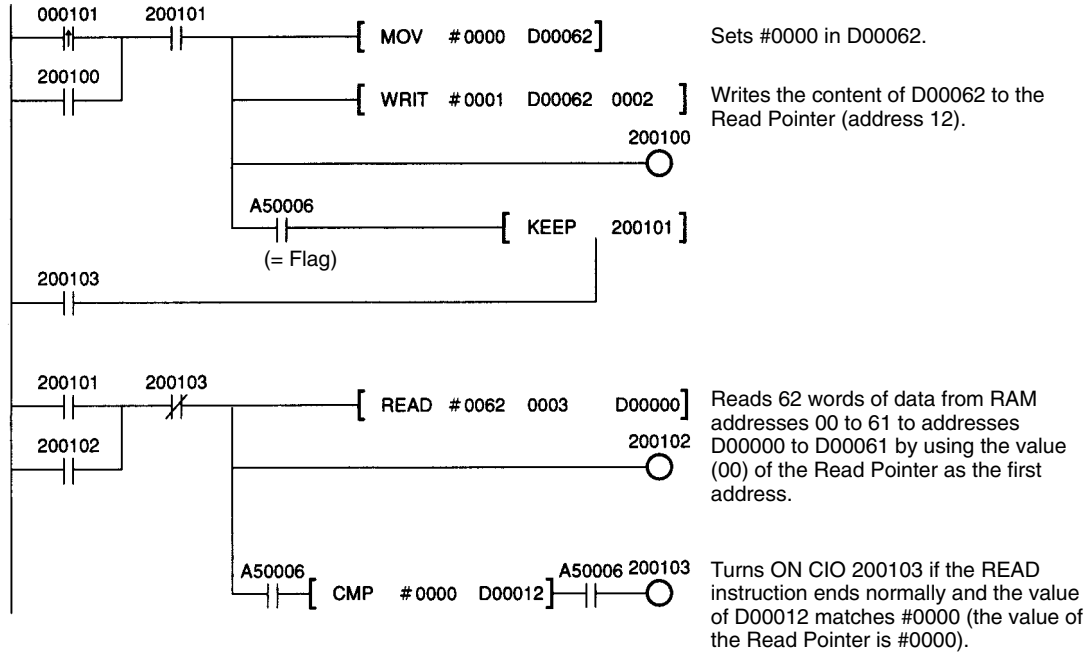 000101 200101
[ MOV #0000 D00062] Sets #0000 in D00062.
200100
[ WRIT #0001 D00062 0002 ] Writes the content of D00062 to the
Read Pointer (address 12).
200100
A50006
[ KEEP 200101 ]
(= Flag)
200103
200101 200103
[ READ #0062 0003 D00000] Reads 62 words of data from RAM
addresses 00 to 61 to addresses
D00000 to D00061 by using the value
(00) of the Read Pointer as the first
address.
200102
200102
A50006 [ CMP #0000 D00012] A50006 200103 Turns ON CIO 200103 if the READ
instruction ends normally and the value
of D00012 matches #0000 (the value of
the Read Pointer is #0000).